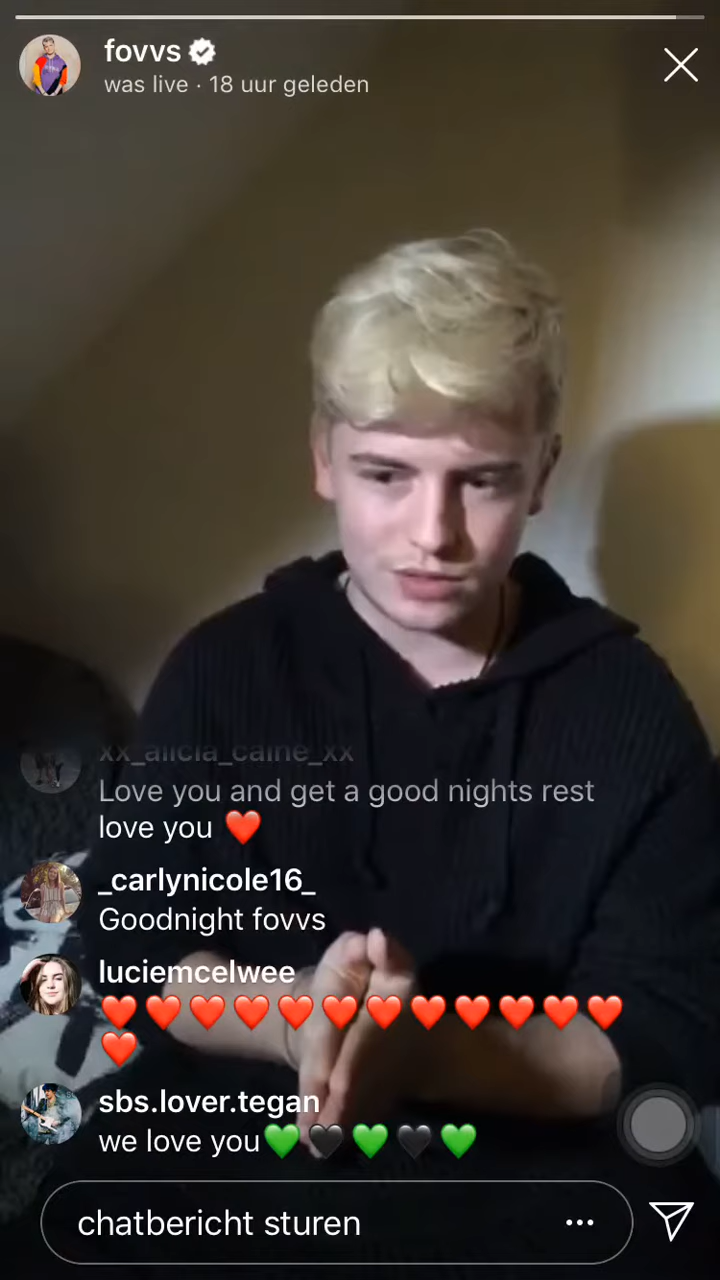 fovvs
was live · 18 uur geleden
xx_alicia_caine_xx
Love you and get a good nights rest
love you ❤️
_carlynicole16_
Goodnight fovvs
luciemcelwee
❤️❤️❤️❤️❤️❤️❤️❤️❤️❤️❤️❤️
❤️
sbs.lover.tegan
we love you💚🖤💚🖤💚
chatbericht sturen